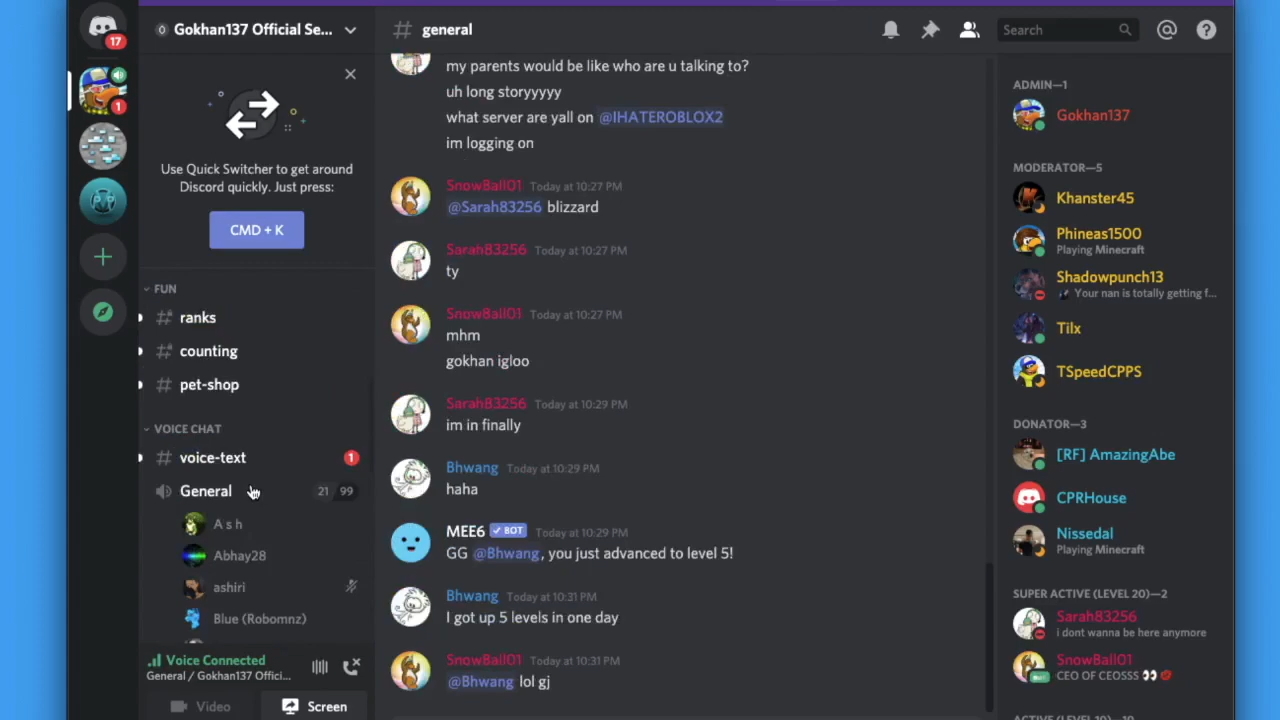 17
1
Gokhan137 Official Se...
Use Quick Switcher to get around
Discord quickly. Just press:
CMD + K
FUN
ranks
counting
pet-shop
VOICE CHAT
voice-text
1
General
21 99
A s h
Abhay28
ashiri
Blue (Robomnz)
Voice Connected
General / Gokhan137 Offici...
Video
Screen
general
Search
my parents would be like who are u talking to?
uh long storyyyyy
what server are yall on @IHATEROBLOX2
im logging on
SnowBall01 Today at 10:27 PM
@Sarah83256 blizzard
Sarah83256 Today at 10:27 PM
ty
SnowBall01 Today at 10:27 PM
mhm
gokhan igloo
Sarah83256 Today at 10:29 PM
im in finally
Bhwang Today at 10:29 PM
haha
MEE6 BOT Today at 10:29 PM
GG @Bhwang, you just advanced to level 5!
Bhwang Today at 10:31 PM
I got up 5 levels in one day
SnowBall01 Today at 10:31 PM
@Bhwang lol gj
ADMIN—1
Gokhan137
MODERATOR—5
Khanster45
Phineas1500
Playing Minecraft
Shadowpunch13
Your nan is totally getting f...
Tilx
TSpeedCPPS
DONATOR—3
[RF] AmazingAbe
CPRHouse
Nissedal
Playing Minecraft
SUPER ACTIVE (LEVEL 20)—2
Sarah83256
i dont wanna be here anymore
SnowBall01
CEO OF CEOSSS 👀